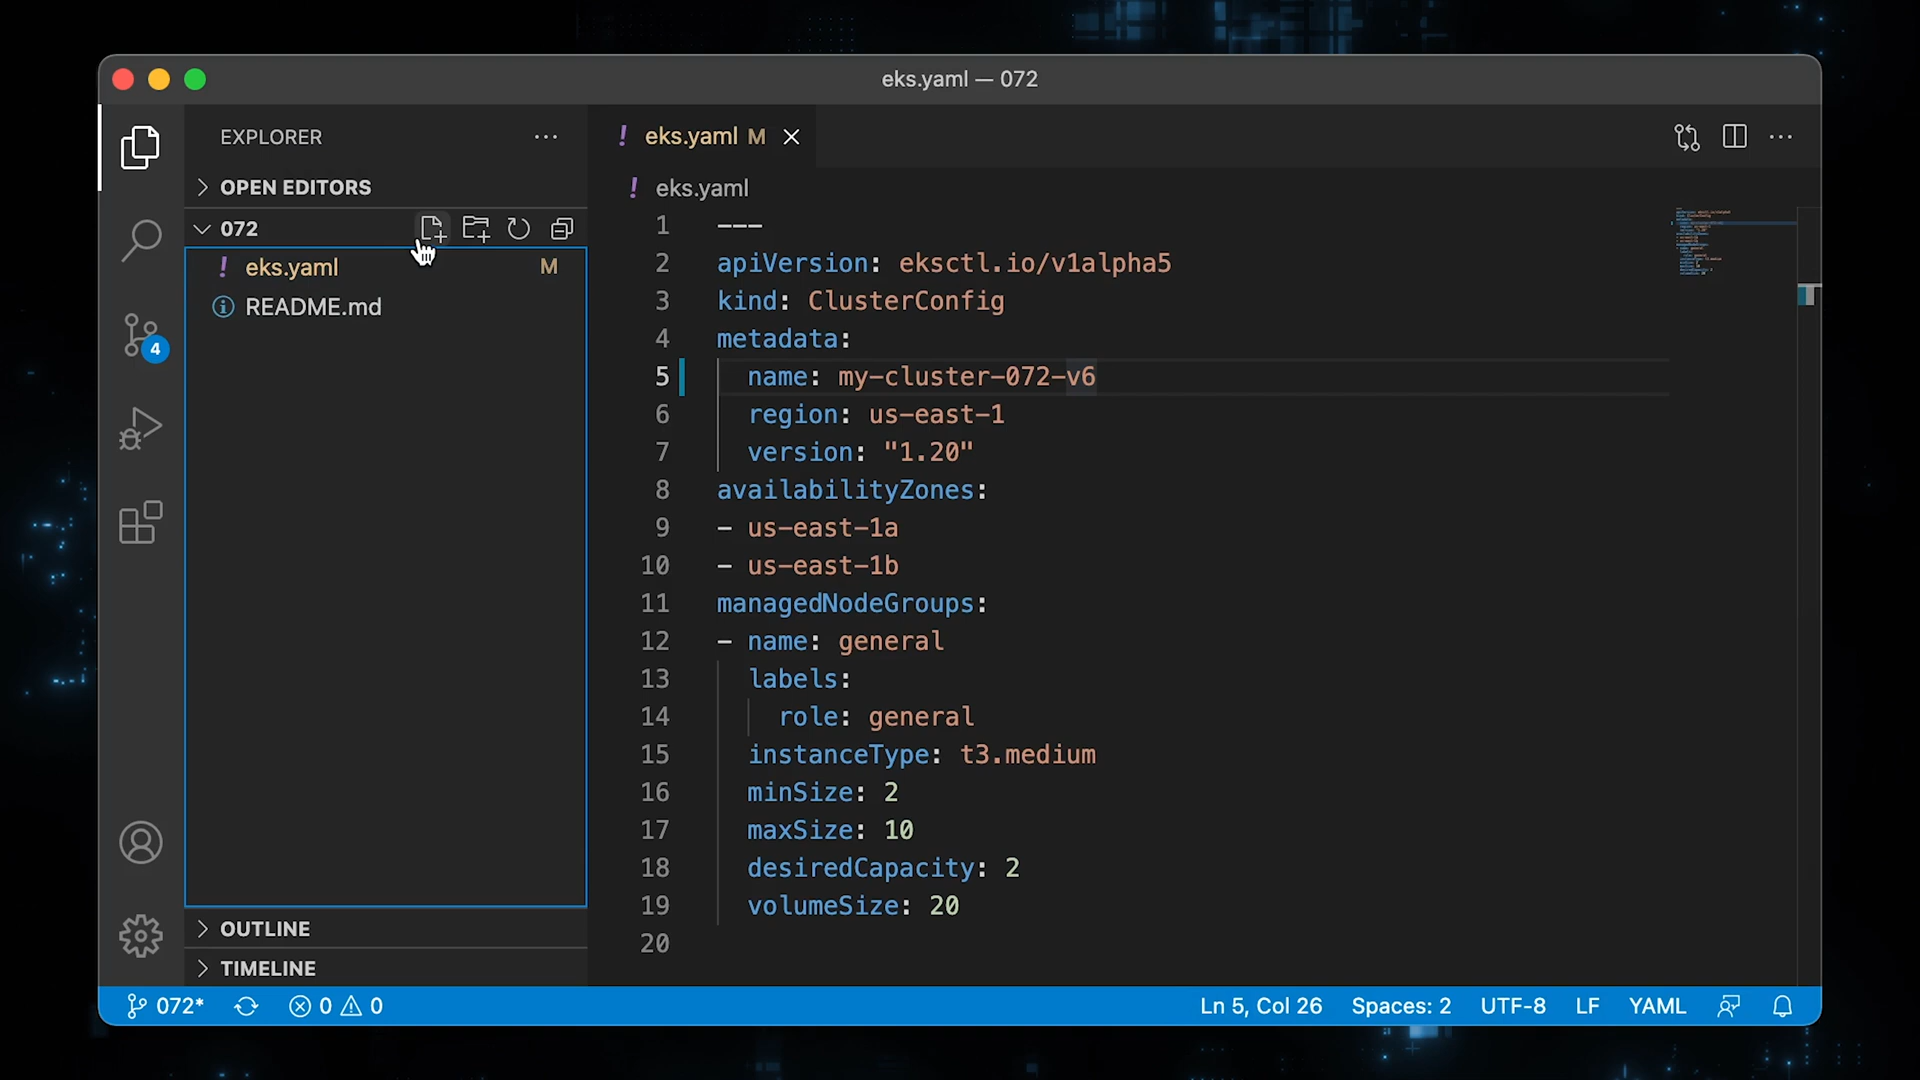 eks.yaml — 072
EXPLORER
OPEN EDITORS
072
! eks.yaml M
README.md
4
! eks.yaml M
! eks.yaml
1 ---
2 apiVersion: eksctl.io/v1alpha5
3 kind: ClusterConfig
4 metadata:
5 name: my-cluster-072-v6
6 region: us-east-1
7 version: "1.20"
8 availabilityZones:
9 - us-east-1a
10 - us-east-1b
11 managedNodeGroups:
12 - name: general
13 labels:
14 role: general
15 instanceType: t3.medium
16 minSize: 2
17 maxSize: 10
18 desiredCapacity: 2
19 volumeSize: 20
20
OUTLINE
TIMELINE
072* 0 0 Ln 5, Col 26 Spaces: 2 UTF-8 LF YAML